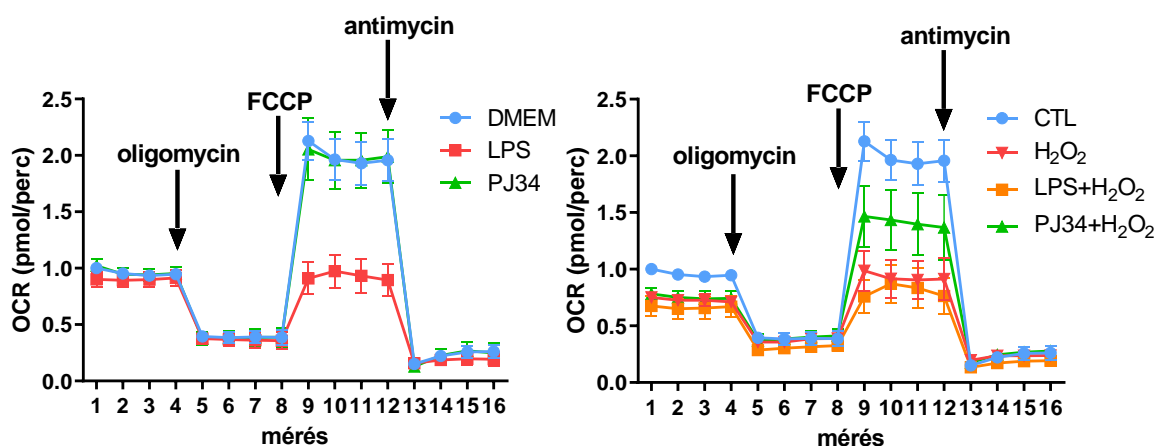 antimycin
FCCP
oligomycin
DMEM
LPS
PJ34
OCR (pmol/perc)
2.5
2.0
1.5
1.0
0.5
0.0
1 2 3 4 5 6 7 8 9 10 11 12 13 14 15 16
mérés
antimycin
FCCP
oligomycin
CTL
H₂O₂
LPS+H₂O₂
PJ34+H₂O₂
OCR (pmol/perc)
2.5
2.0
1.5
1.0
0.5
0.0
1 2 3 4 5 6 7 8 9 10 11 12 13 14 15 16
mérés